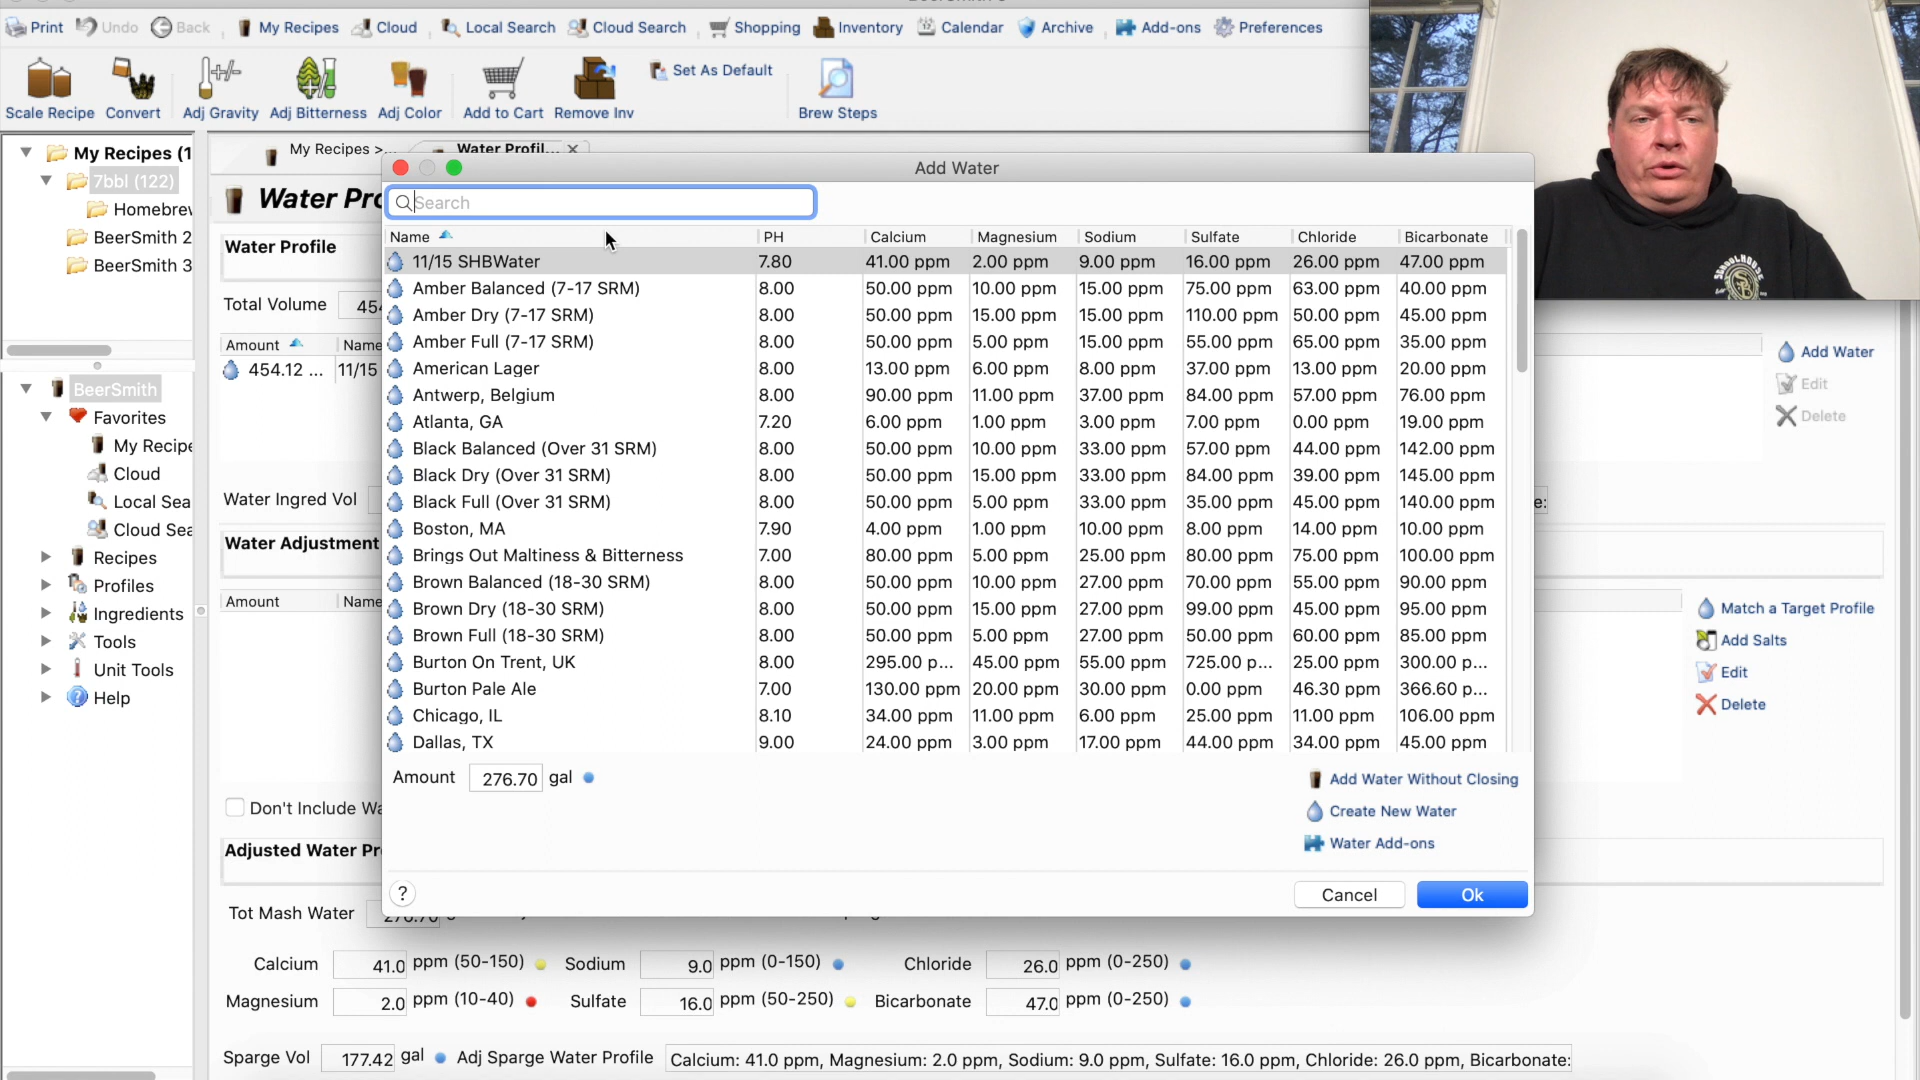 Print Undo Back My Recipes Cloud Local Search Cloud Search Shopping Inventory Calendar Archive Add-ons Preferences
Set As Default
Scale Recipe Convert Adj Gravity Adj Bitterness Adj Color Add to Cart Remove Inv Brew Steps
My Recipes (1
7bbl (122)
Homebrew
BeerSmith 2
BeerSmith 3
BeerSmith
Favorites
My Recipe
Cloud
Local Sea
Cloud Sea
Recipes
Profiles
Ingredients
Tools
Unit Tools
Help
My Recipes >... Water Profil...
Water Pro
Water Profile
Total Volume 454
Amount Name
454.12 ... 11/15
Water Ingred Vol e:
Water Adjustment
Amount Name
Don't Include Wa
Adjusted Water Pr
Add Water
Edit
Delete
Match a Target Profile
Add Salts
Edit
Delete
Add Water
Search
Name PH Calcium Magnesium Sodium Sulfate Chloride Bicarbonate
11/15 SHBWater 7.80 41.00 ppm 2.00 ppm 9.00 ppm 16.00 ppm 26.00 ppm 47.00 ppm
Amber Balanced (7-17 SRM) 8.00 50.00 ppm 10.00 ppm 15.00 ppm 75.00 ppm 63.00 ppm 40.00 ppm
Amber Dry (7-17 SRM) 8.00 50.00 ppm 15.00 ppm 15.00 ppm 110.00 ppm 50.00 ppm 45.00 ppm
Amber Full (7-17 SRM) 8.00 50.00 ppm 5.00 ppm 15.00 ppm 55.00 ppm 65.00 ppm 35.00 ppm
American Lager 8.00 13.00 ppm 6.00 ppm 8.00 ppm 37.00 ppm 13.00 ppm 20.00 ppm
Antwerp, Belgium 8.00 90.00 ppm 11.00 ppm 37.00 ppm 84.00 ppm 57.00 ppm 76.00 ppm
Atlanta, GA 7.20 6.00 ppm 1.00 ppm 3.00 ppm 7.00 ppm 0.00 ppm 19.00 ppm
Black Balanced (Over 31 SRM) 8.00 50.00 ppm 10.00 ppm 33.00 ppm 57.00 ppm 44.00 ppm 142.00 ppm
Black Dry (Over 31 SRM) 8.00 50.00 ppm 15.00 ppm 33.00 ppm 84.00 ppm 39.00 ppm 145.00 ppm
Black Full (Over 31 SRM) 8.00 50.00 ppm 5.00 ppm 33.00 ppm 35.00 ppm 45.00 ppm 140.00 ppm
Boston, MA 7.90 4.00 ppm 1.00 ppm 10.00 ppm 8.00 ppm 14.00 ppm 10.00 ppm
Brings Out Maltiness & Bitterness 7.00 80.00 ppm 5.00 ppm 25.00 ppm 80.00 ppm 75.00 ppm 100.00 ppm
Brown Balanced (18-30 SRM) 8.00 50.00 ppm 10.00 ppm 27.00 ppm 70.00 ppm 55.00 ppm 90.00 ppm
Brown Dry (18-30 SRM) 8.00 50.00 ppm 15.00 ppm 27.00 ppm 99.00 ppm 45.00 ppm 95.00 ppm
Brown Full (18-30 SRM) 8.00 50.00 ppm 5.00 ppm 27.00 ppm 50.00 ppm 60.00 ppm 85.00 ppm
Burton On Trent, UK 8.00 295.00 p... 45.00 ppm 55.00 ppm 725.00 p... 25.00 ppm 300.00 p...
Burton Pale Ale 7.00 130.00 ppm 20.00 ppm 30.00 ppm 0.00 ppm 46.30 ppm 366.60 p...
Chicago, IL 8.10 34.00 ppm 11.00 ppm 6.00 ppm 25.00 ppm 11.00 ppm 106.00 ppm
Dallas, TX 9.00 24.00 ppm 3.00 ppm 17.00 ppm 44.00 ppm 34.00 ppm 45.00 ppm
Amount 276.70 gal
Add Water Without Closing
Create New Water
Water Add-ons
? Cancel Ok
Tot Mash Water 276.70
Calcium 41.0 ppm (50-150) Sodium 9.0 ppm (0-150) Chloride 26.0 ppm (0-250)
Magnesium 2.0 ppm (10-40) Sulfate 16.0 ppm (50-250) Bicarbonate 47.0 ppm (0-250)
Sparge Vol 177.42 gal Adj Sparge Water Profile Calcium: 41.0 ppm, Magnesium: 2.0 ppm, Sodium: 9.0 ppm, Sulfate: 16.0 ppm, Chloride: 26.0 ppm, Bicarbonate:
SCHOOLHOUSE